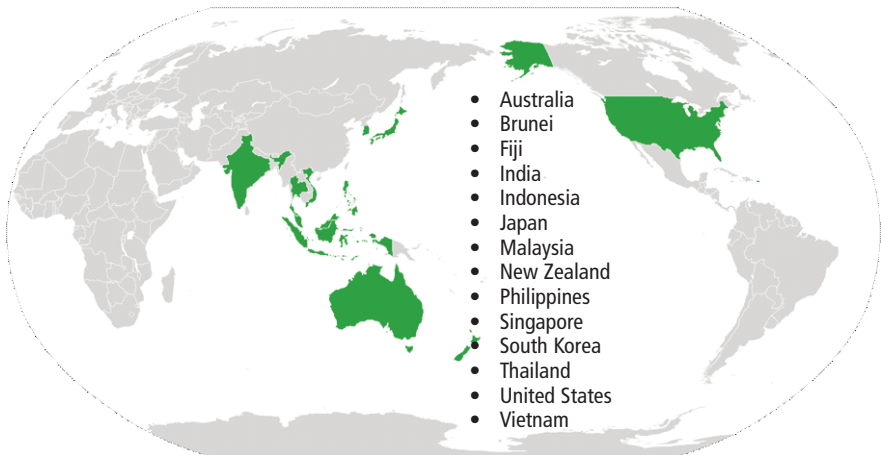 • Australia
• Brunei
• Fiji
• India
• Indonesia
• Japan
• Malaysia
• New Zealand
• Philippines
• Singapore
• South Korea
• Thailand
• United States
• Vietnam